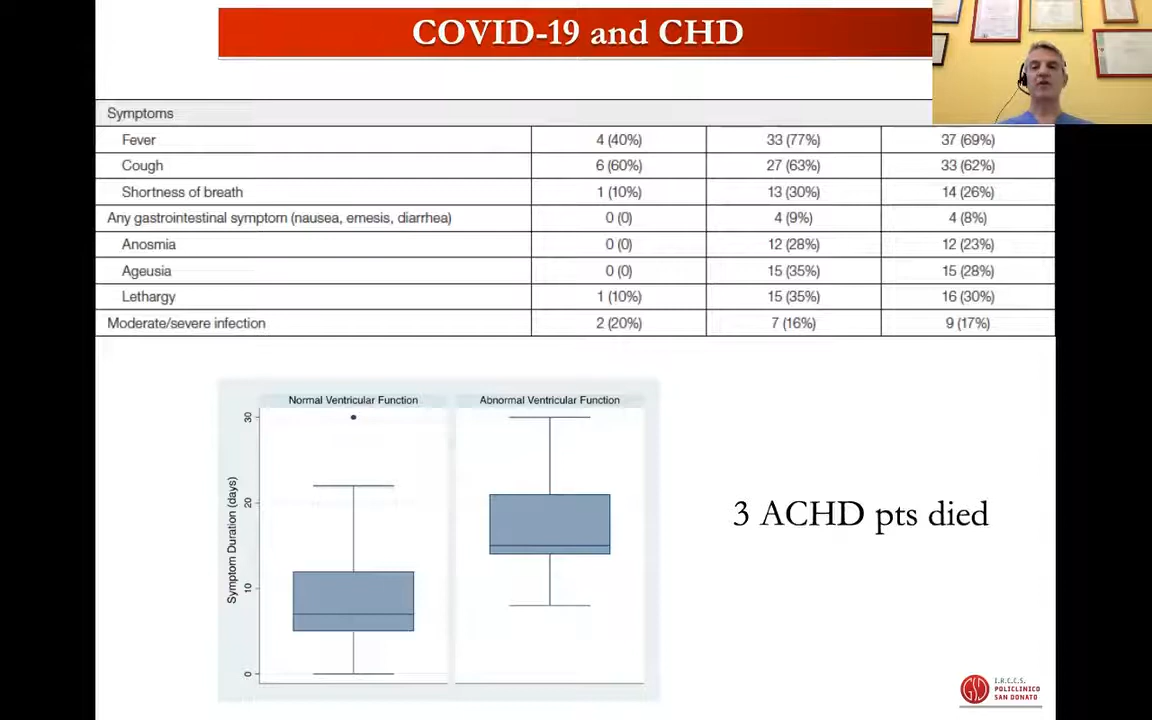 COVID-19 and CHD
Symptoms
Fever 4 (40%) 33 (77%) 37 (69%)
Cough 6 (60%) 27 (63%) 33 (62%)
Shortness of breath 1 (10%) 13 (30%) 14 (26%)
Any gastrointestinal symptom (nausea, emesis, diarrhea) 0 (0) 4 (9%) 4 (8%)
Anosmia 0 (0) 12 (28%) 12 (23%)
Ageusia 0 (0) 15 (35%) 15 (28%)
Lethargy 1 (10%) 15 (35%) 16 (30%)
Moderate/severe infection 2 (20%) 7 (16%) 9 (17%)
Normal Ventricular Function Abnormal Ventricular Function
Symptom Duration (days)
30
20
10
0
3 ACHD pts died
GSD
I.R.C.C.S.
POLICLINICO
SAN DONATO